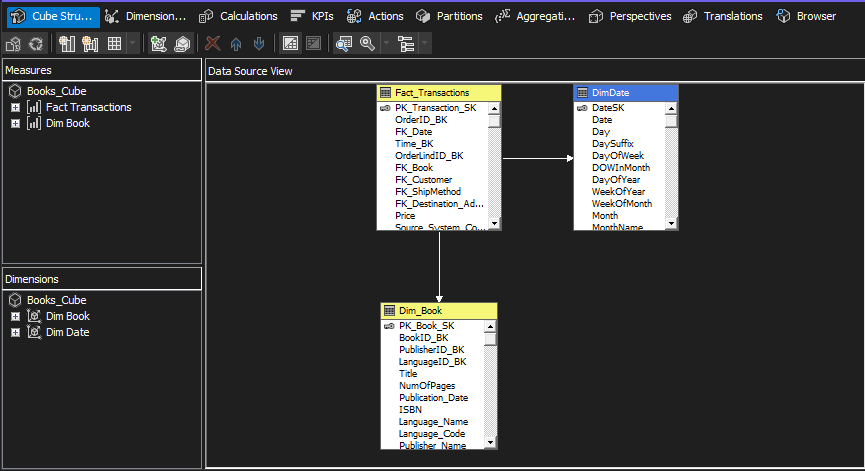 Cube Stru... Dimension... Calculations KPIs Actions Partitions Aggregati... Perspectives Translations Browser
Measures
Books_Cube
Fact Transactions
Dim Book
Dimensions
Books_Cube
Dim Book
Dim Date
Data Source View
Fact_Transactions
PK_Transaction_SK
OrderID_BK
FK_Date
Time_BK
OrderLindID_BK
FK_Book
FK_Customer
FK_ShipMethod
FK_Destination_Ad...
Price
Source_System_Co...
DimDate
DateSK
Date
Day
DaySuffix
DayOfWeek
DOWInMonth
DayOfYear
WeekOfYear
WeekOfMonth
Month
MonthName
Dim_Book
PK_Book_SK
BookID_BK
PublisherID_BK
LanguageID_BK
Title
NumOfPages
Publication_Date
ISBN
Language_Name
Language_Code
Publisher_Name